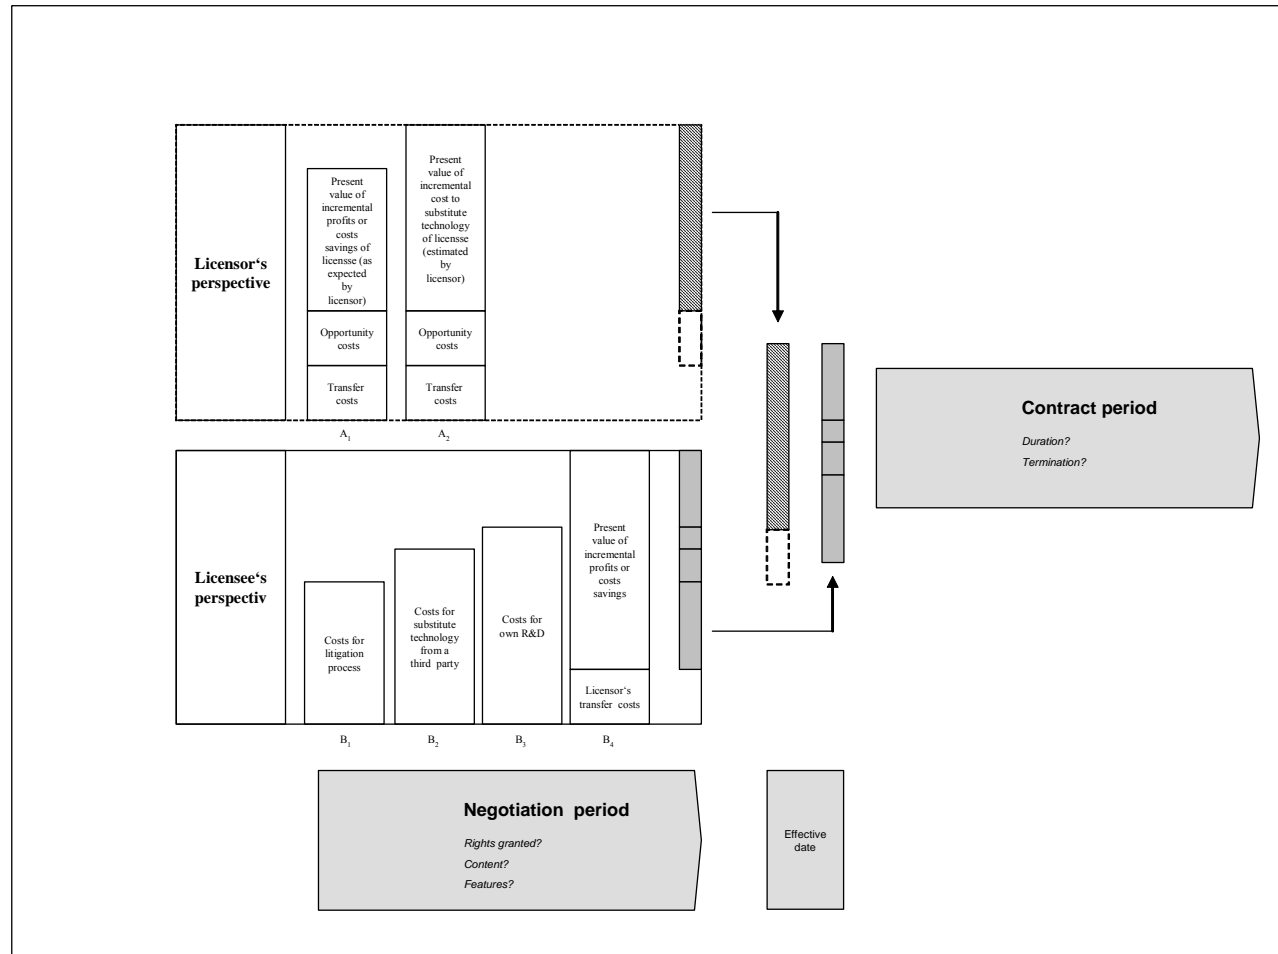 Licensor‘s
perspective
Present
value of
incremental
profits or
costs
savings of
licensse (as
expected
by
licensor)
Opportunity
costs
Transfer
costs
A1
Present
value of
incremental
cost to
substitute
technology
of licensse
(estimated
by
licensor)
Opportunity
costs
Transfer
costs
A2
Licensee‘s
perspectiv
Costs for
litigation
process
B1
Costs for
substitute
technology
from a
third party
B2
Costs for
own R&D
B3
Present
value of
incremental
profits or
costs
savings
Licensor‘s
transfer costs
B4
Contract period
Duration?
Termination?
Negotiation period
Rights granted?
Content?
Features?
Effective
date